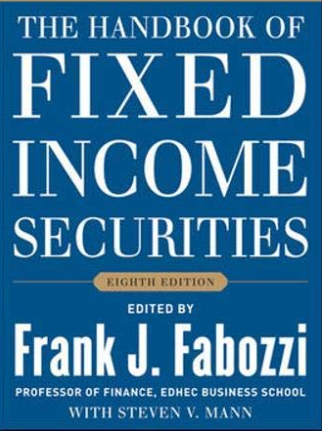 THE HANDBOOK OF
FIXED
INCOME
SECURITIES
EIGHTH EDITION
EDITED BY
Frank J. Fabozzi
PROFESSOR OF FINANCE, EDHEC BUSINESS SCHOOL
WITH STEVEN V. MANN